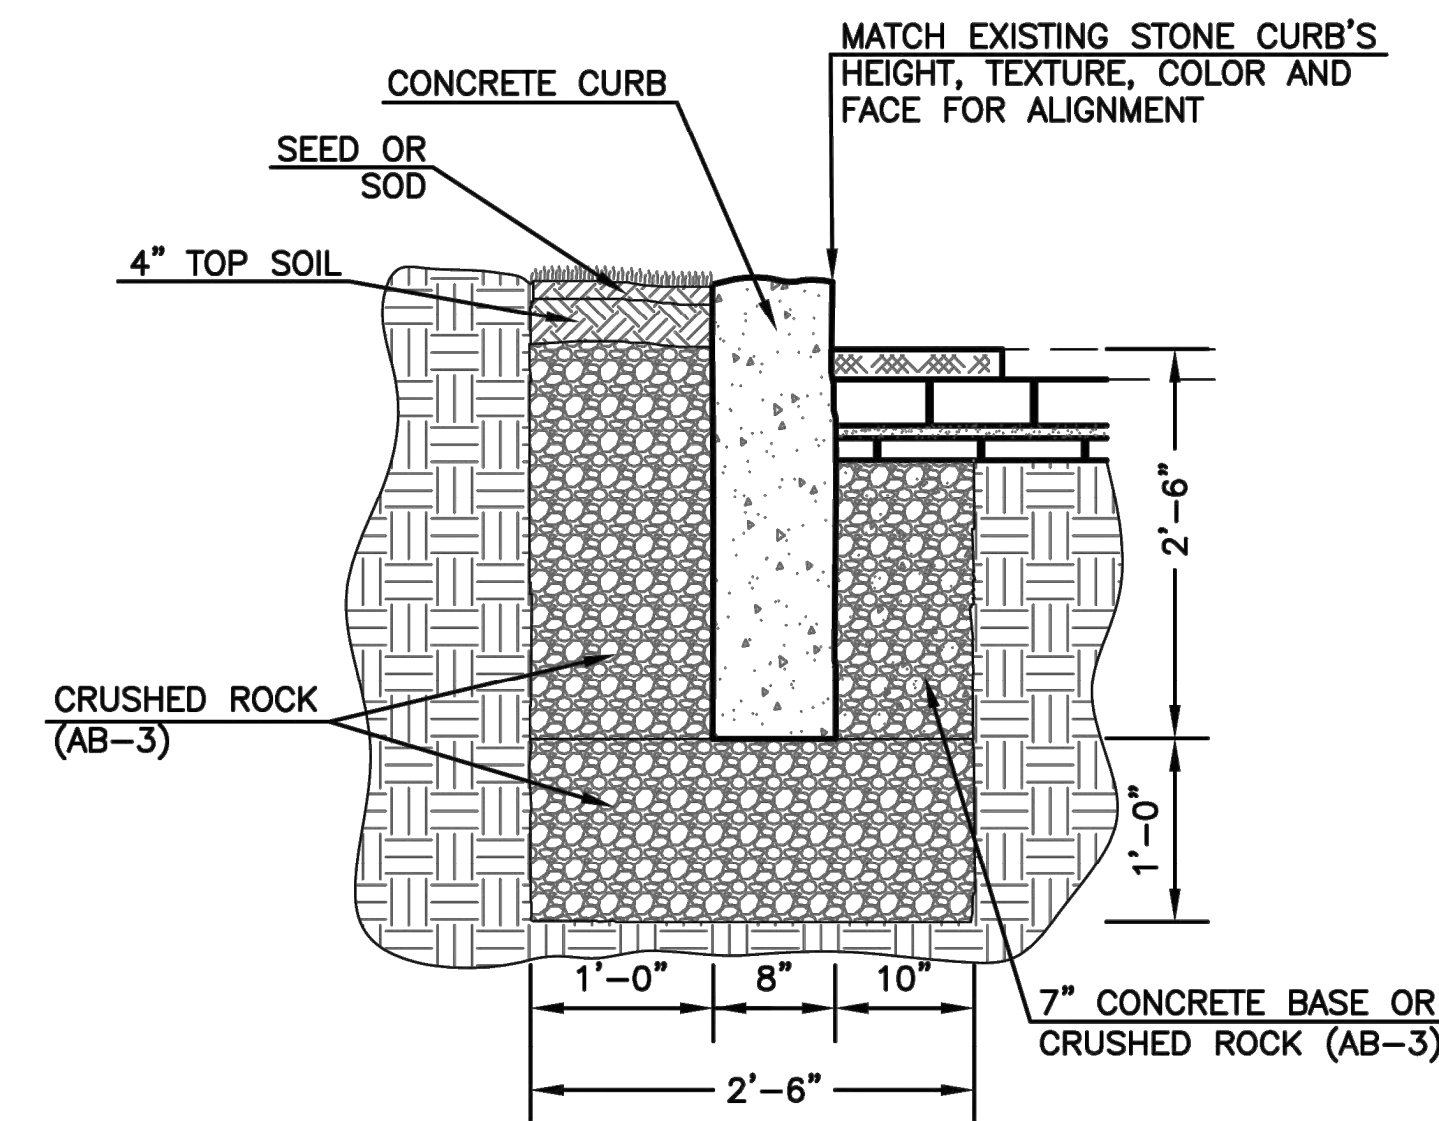 MATCH EXISTING STONE CURB'S
HEIGHT, TEXTURE, COLOR AND
FACE FOR ALIGNMENT
CONCRETE CURB
SEED OR
SOD
4" TOP SOIL
2'-6"
CRUSHED ROCK
(AB-3)
1'-0"
1'-0"
8"
10"
7" CONCRETE BASE OR
CRUSHED ROCK (AB-3)
2'-6"